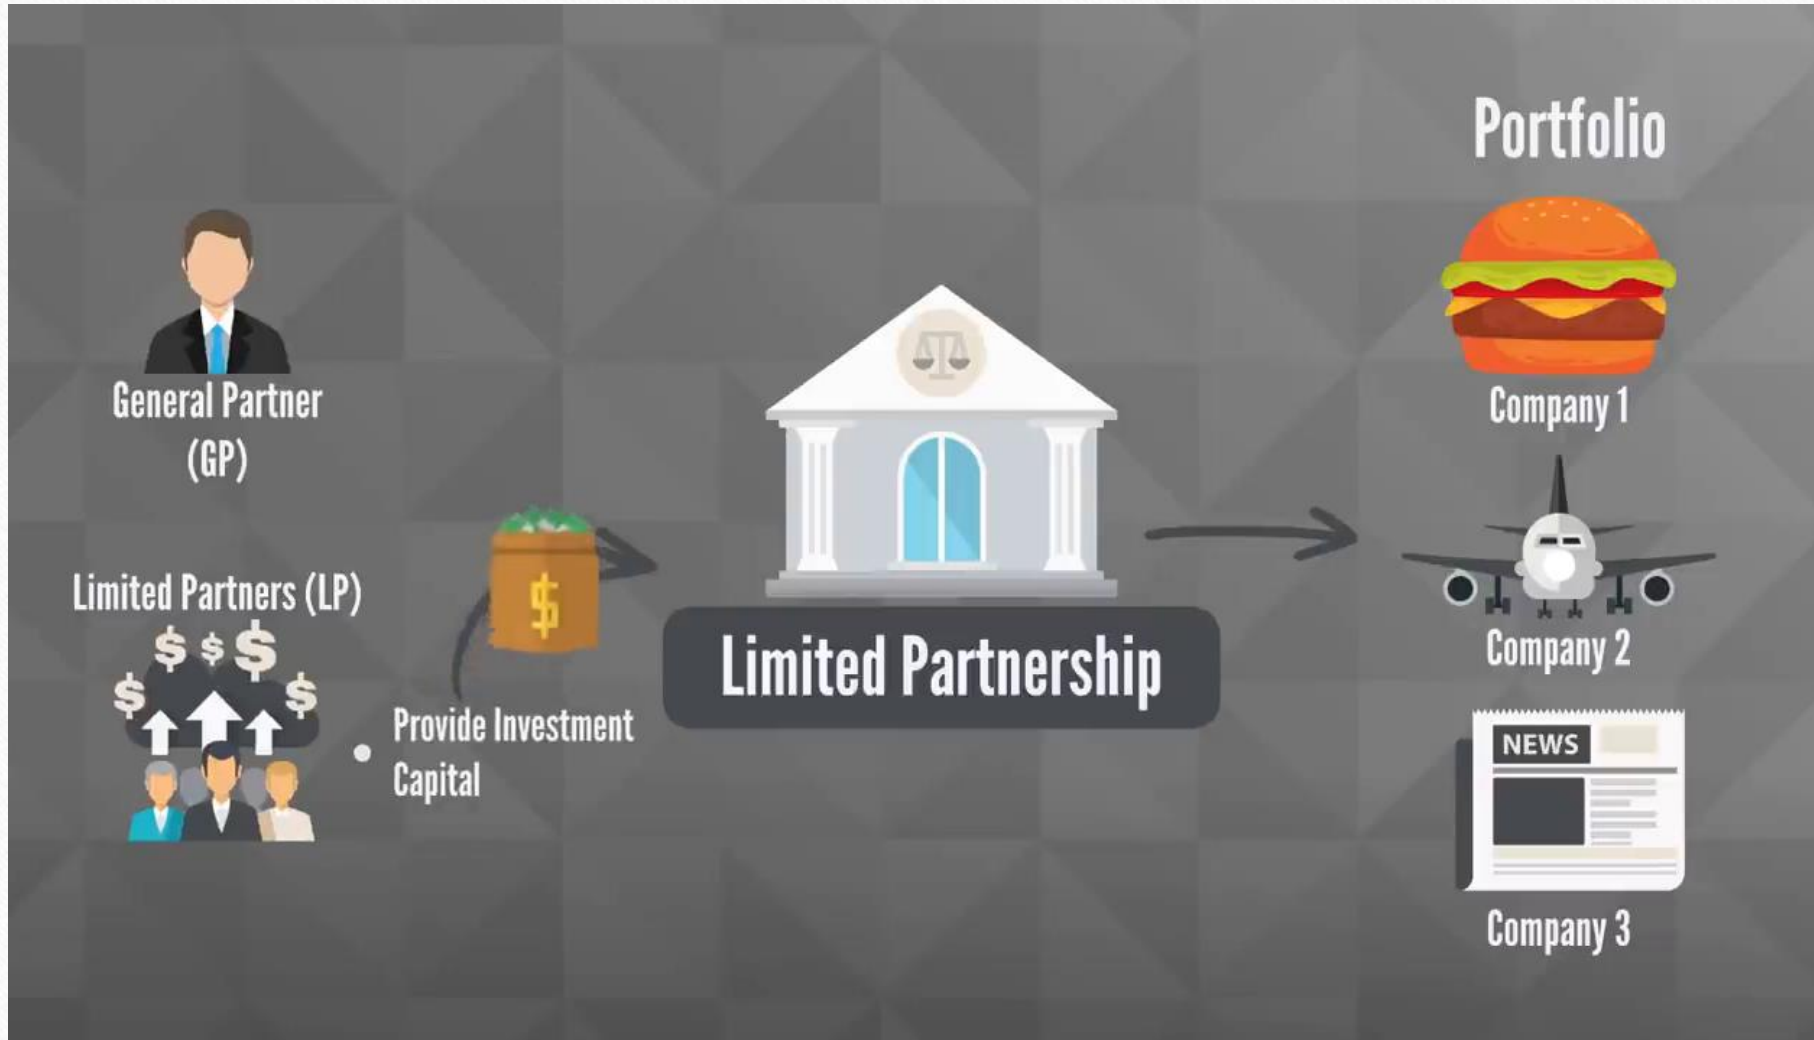 General Partner
(GP)
Limited Partners (LP)
$ $ $
$ $
$
Provide Investment
Capital
Limited Partnership
Portfolio
Company 1
Company 2
NEWS
Company 3